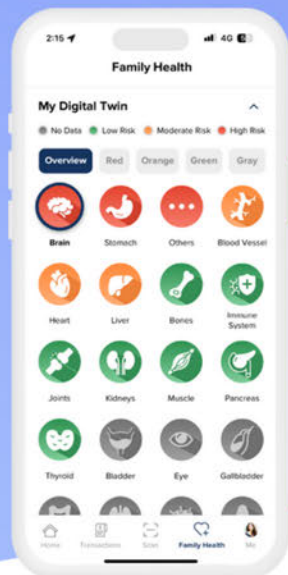 2:15 4G
Family Health
My Digital Twin
No Data Low Risk Moderate Risk High Risk
Overview Red Orange Green Gray
Brain Stomach Others Blood Vessel
Heart Liver Bones Immune System
Joints Kidneys Muscle Pancreas
Thyroid Bladder Eye Gallbladder
Home Transactions Scan Family Health Me